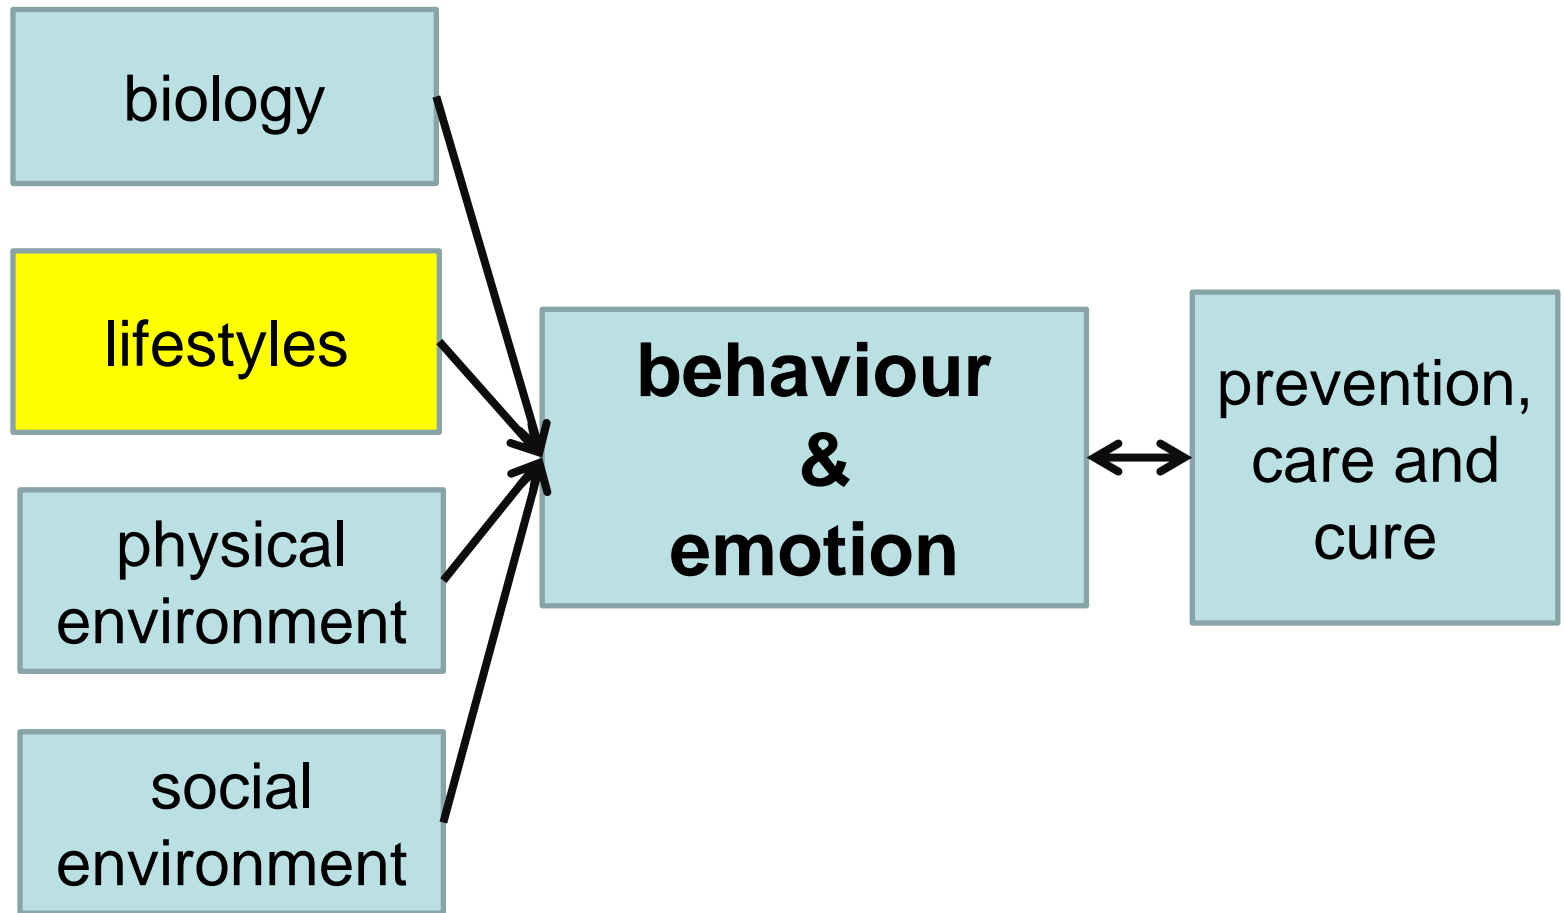 biology
lifestyles
physical
environment
social
environment
behaviour
&
emotion
prevention,
care and
cure